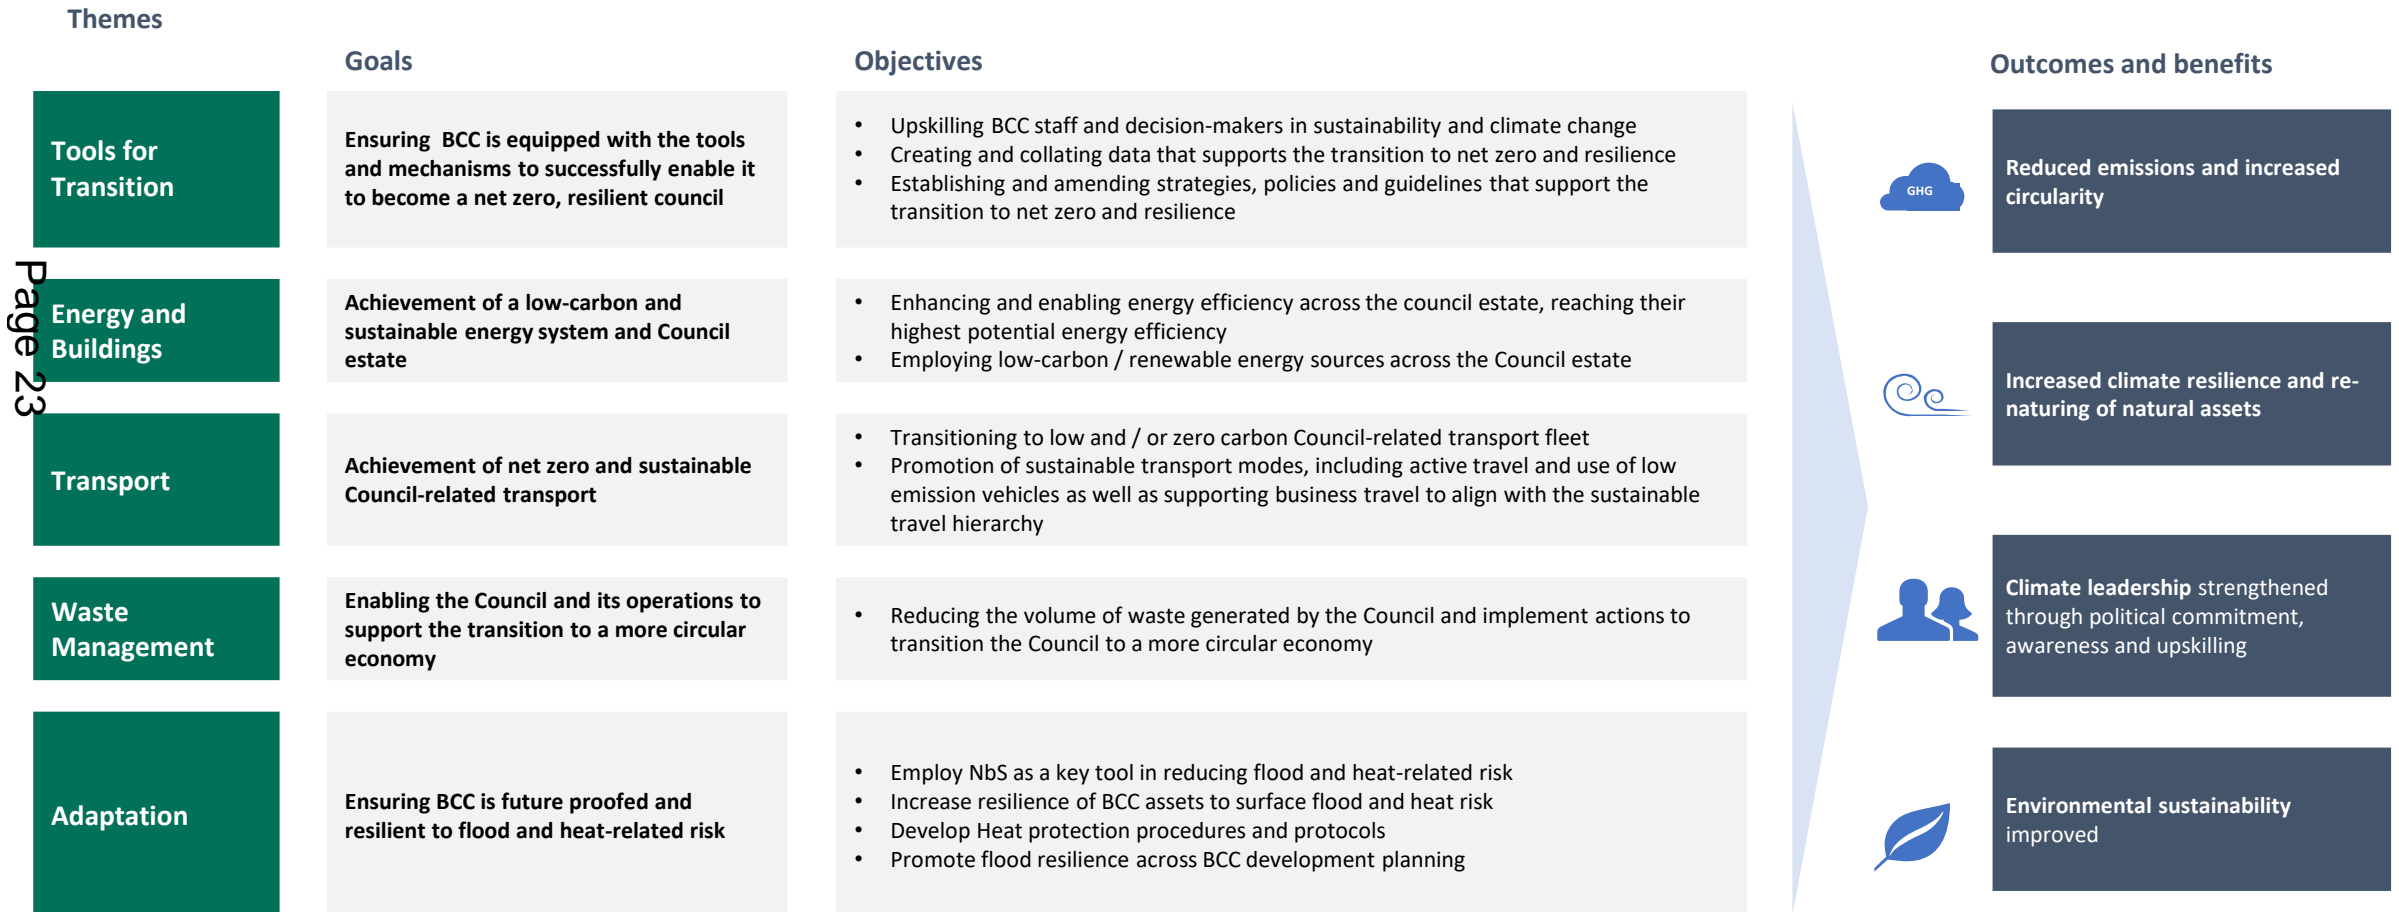 Themes
Goals
Objectives
Outcomes and benefits
Tools for
Transition
Ensuring BCC is equipped with the tools
and mechanisms to successfully enable it
to become a net zero, resilient council
• Upskilling BCC staff and decision-makers in sustainability and climate change
• Creating and collating data that supports the transition to net zero and resilience
• Establishing and amending strategies, policies and guidelines that support the
transition to net zero and resilience
Energy and
Buildings
Achievement of a low-carbon and
sustainable energy system and Council
estate
• Enhancing and enabling energy efficiency across the council estate, reaching their
highest potential energy efficiency
• Employing low-carbon / renewable energy sources across the Council estate
Transport
Achievement of net zero and sustainable
Council-related transport
• Transitioning to low and / or zero carbon Council-related transport fleet
• Promotion of sustainable transport modes, including active travel and use of low
emission vehicles as well as supporting business travel to align with the sustainable
travel hierarchy
Waste
Management
Enabling the Council and its operations to
support the transition to a more circular
economy
• Reducing the volume of waste generated by the Council and implement actions to
transition the Council to a more circular economy
Adaptation
Ensuring BCC is future proofed and
resilient to flood and heat-related risk
• Employ NbS as a key tool in reducing flood and heat-related risk
• Increase resilience of BCC assets to surface flood and heat risk
• Develop Heat protection procedures and protocols
• Promote flood resilience across BCC development planning
GHG
Reduced emissions and increased
circularity
Increased climate resilience and re-
naturing of natural assets
Climate leadership strengthened
through political commitment,
awareness and upskilling
Environmental sustainability
improved
Page 23